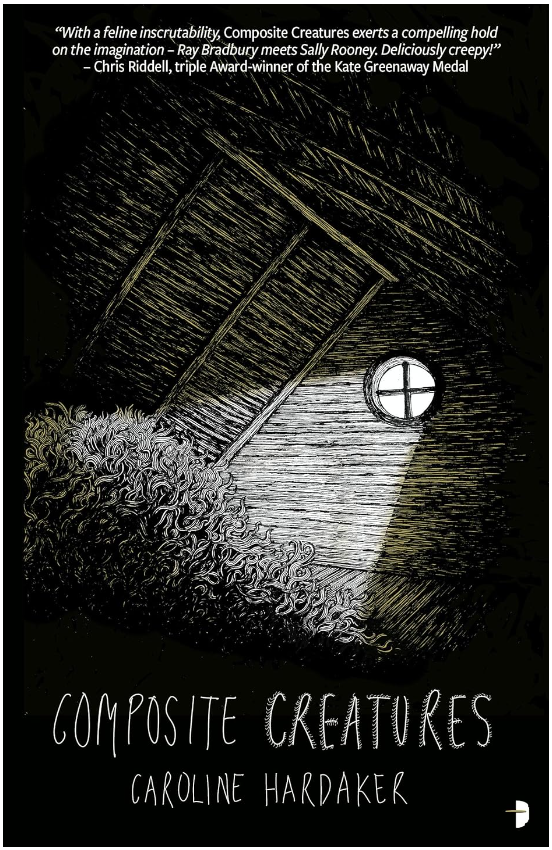 “With a feline inscrutability, Composite Creatures exerts a compelling hold
on the imagination – Ray Bradbury meets Sally Rooney. Deliciously creepy!”
– Chris Riddell, triple Award-winner of the Kate Greenaway Medal
COMPOSITE CREATURES
CAROLINE HARDAKER